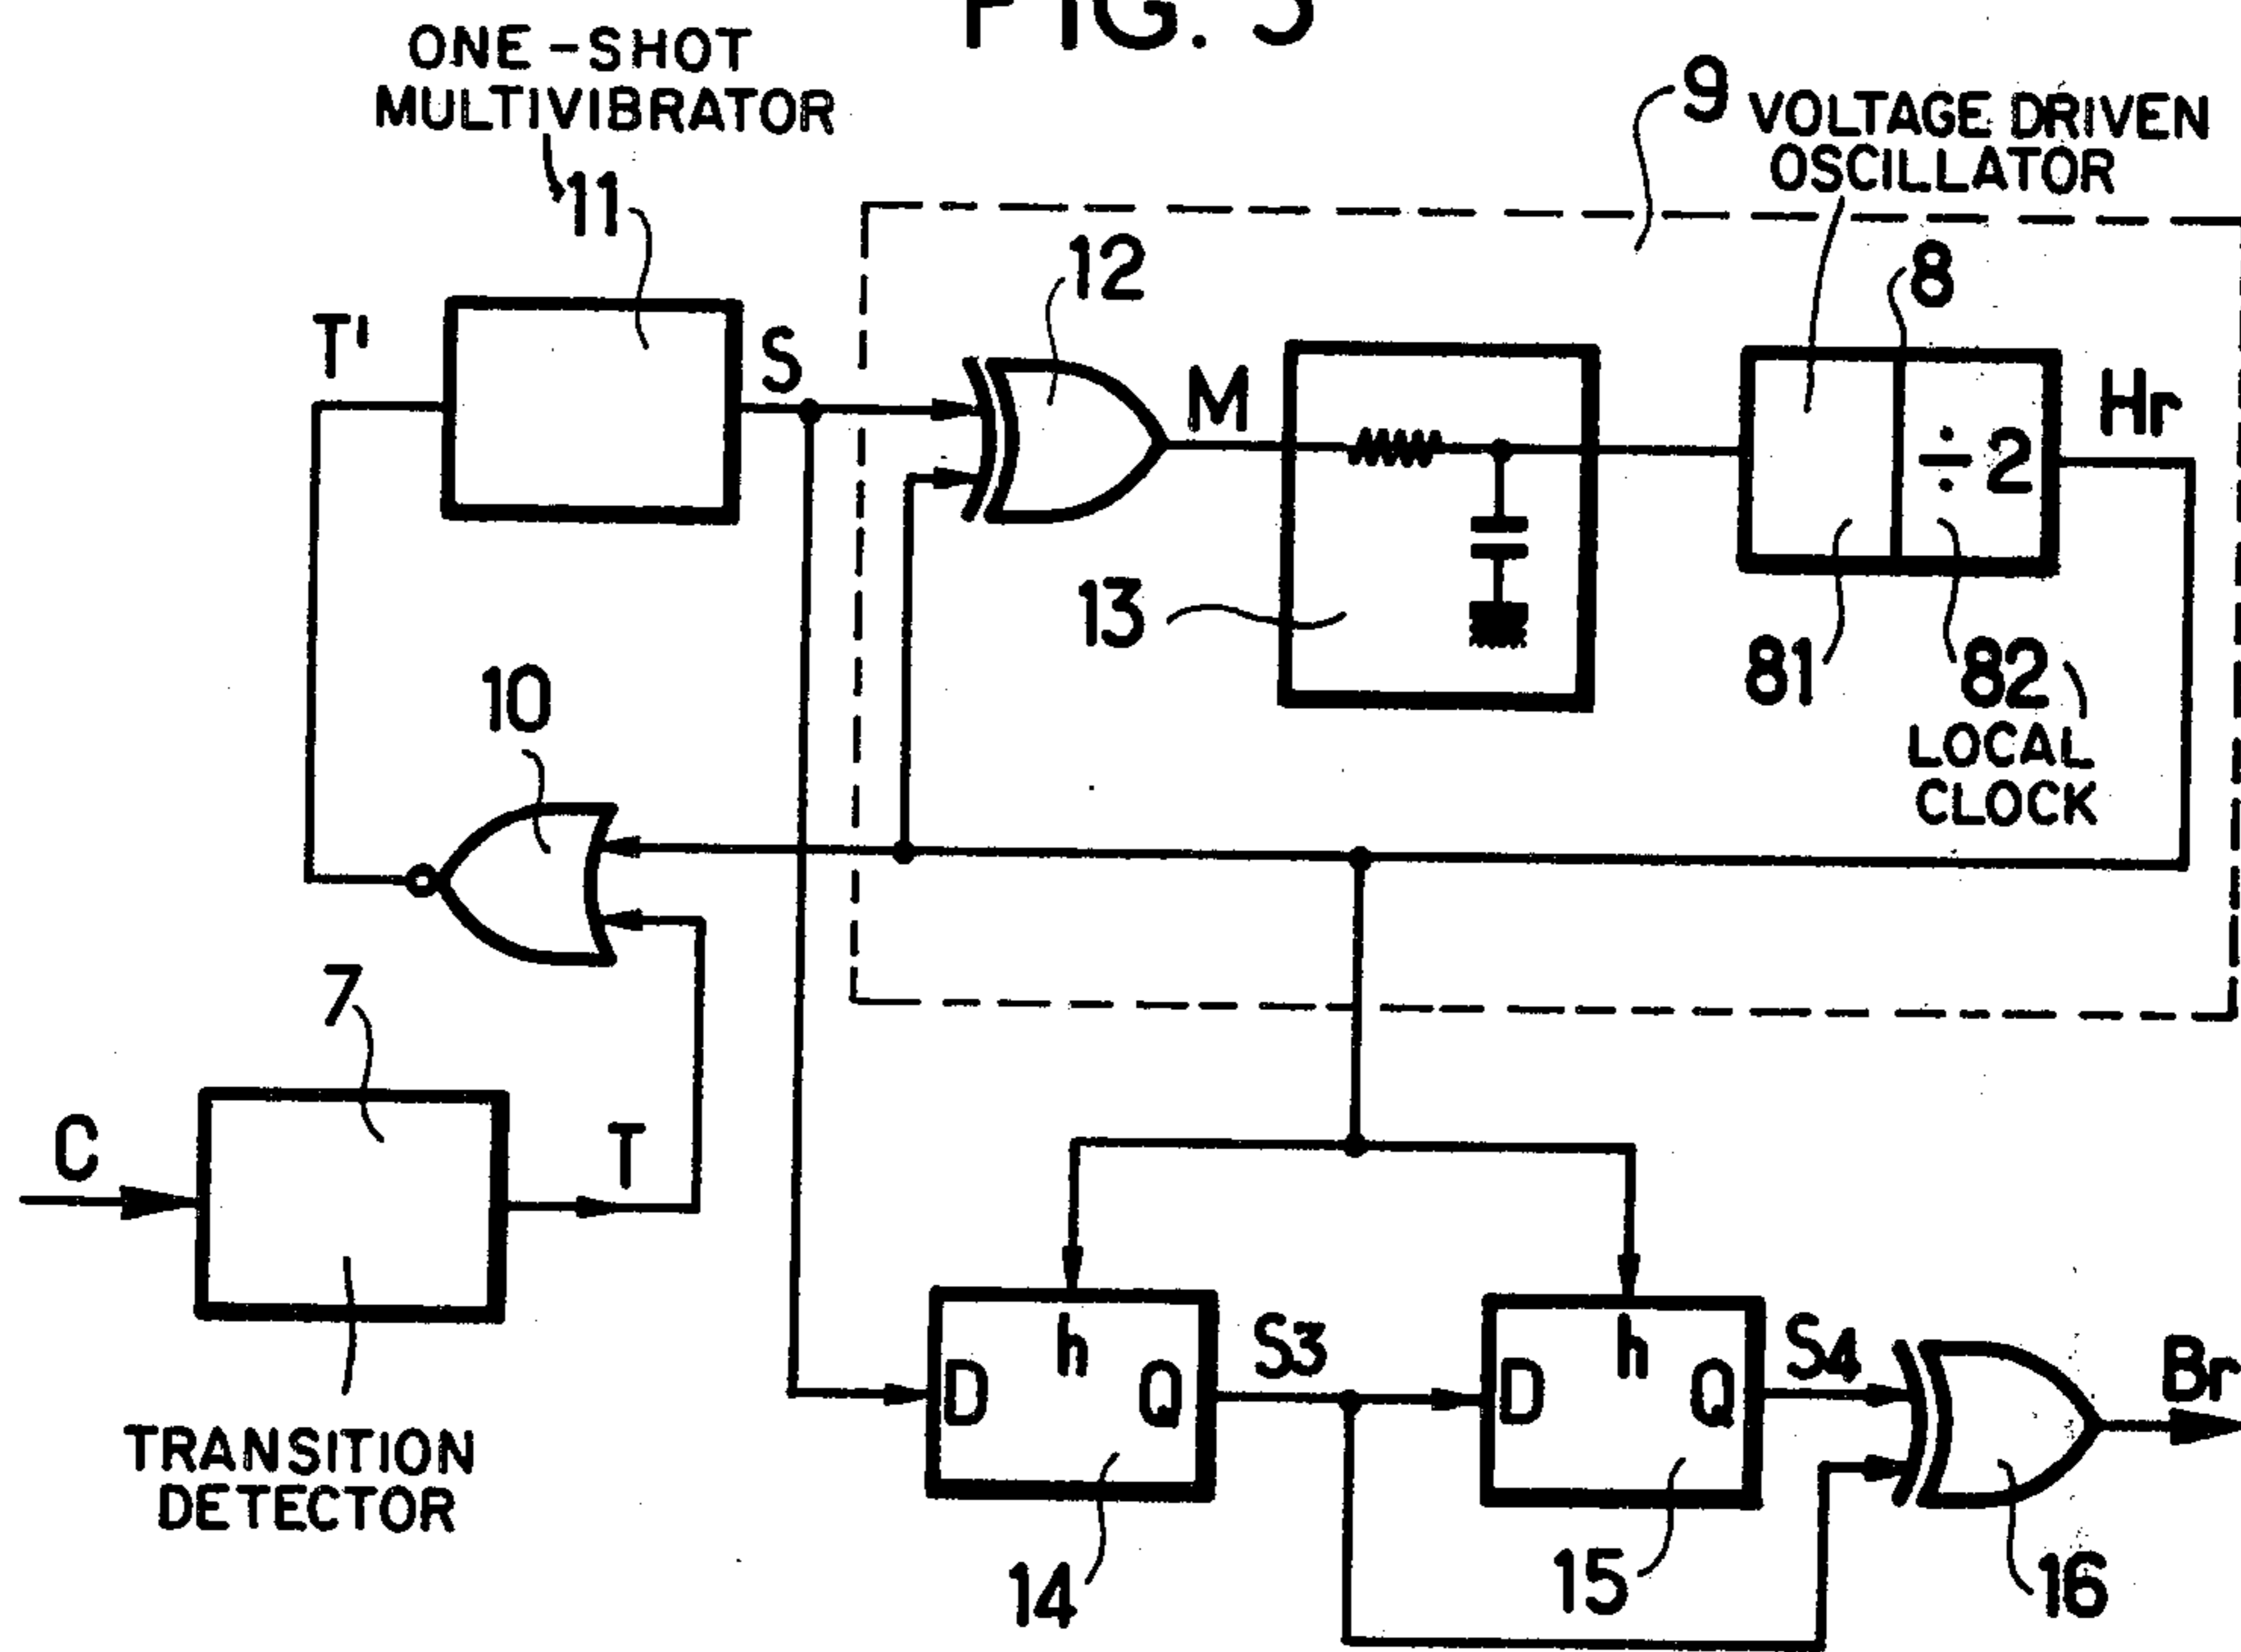 FIG. 5
ONE-SHOT
MULTIVIBRATOR
11
9
VOLTAGE DRIVEN
OSCILLATOR
8
12
T'
S
M
÷2
Hr
13
81
82
LOCAL
CLOCK
10
7
C
T
TRANSITION
DETECTOR
h
D
Q
S3
h
D
Q
S4
Br
14
15
16